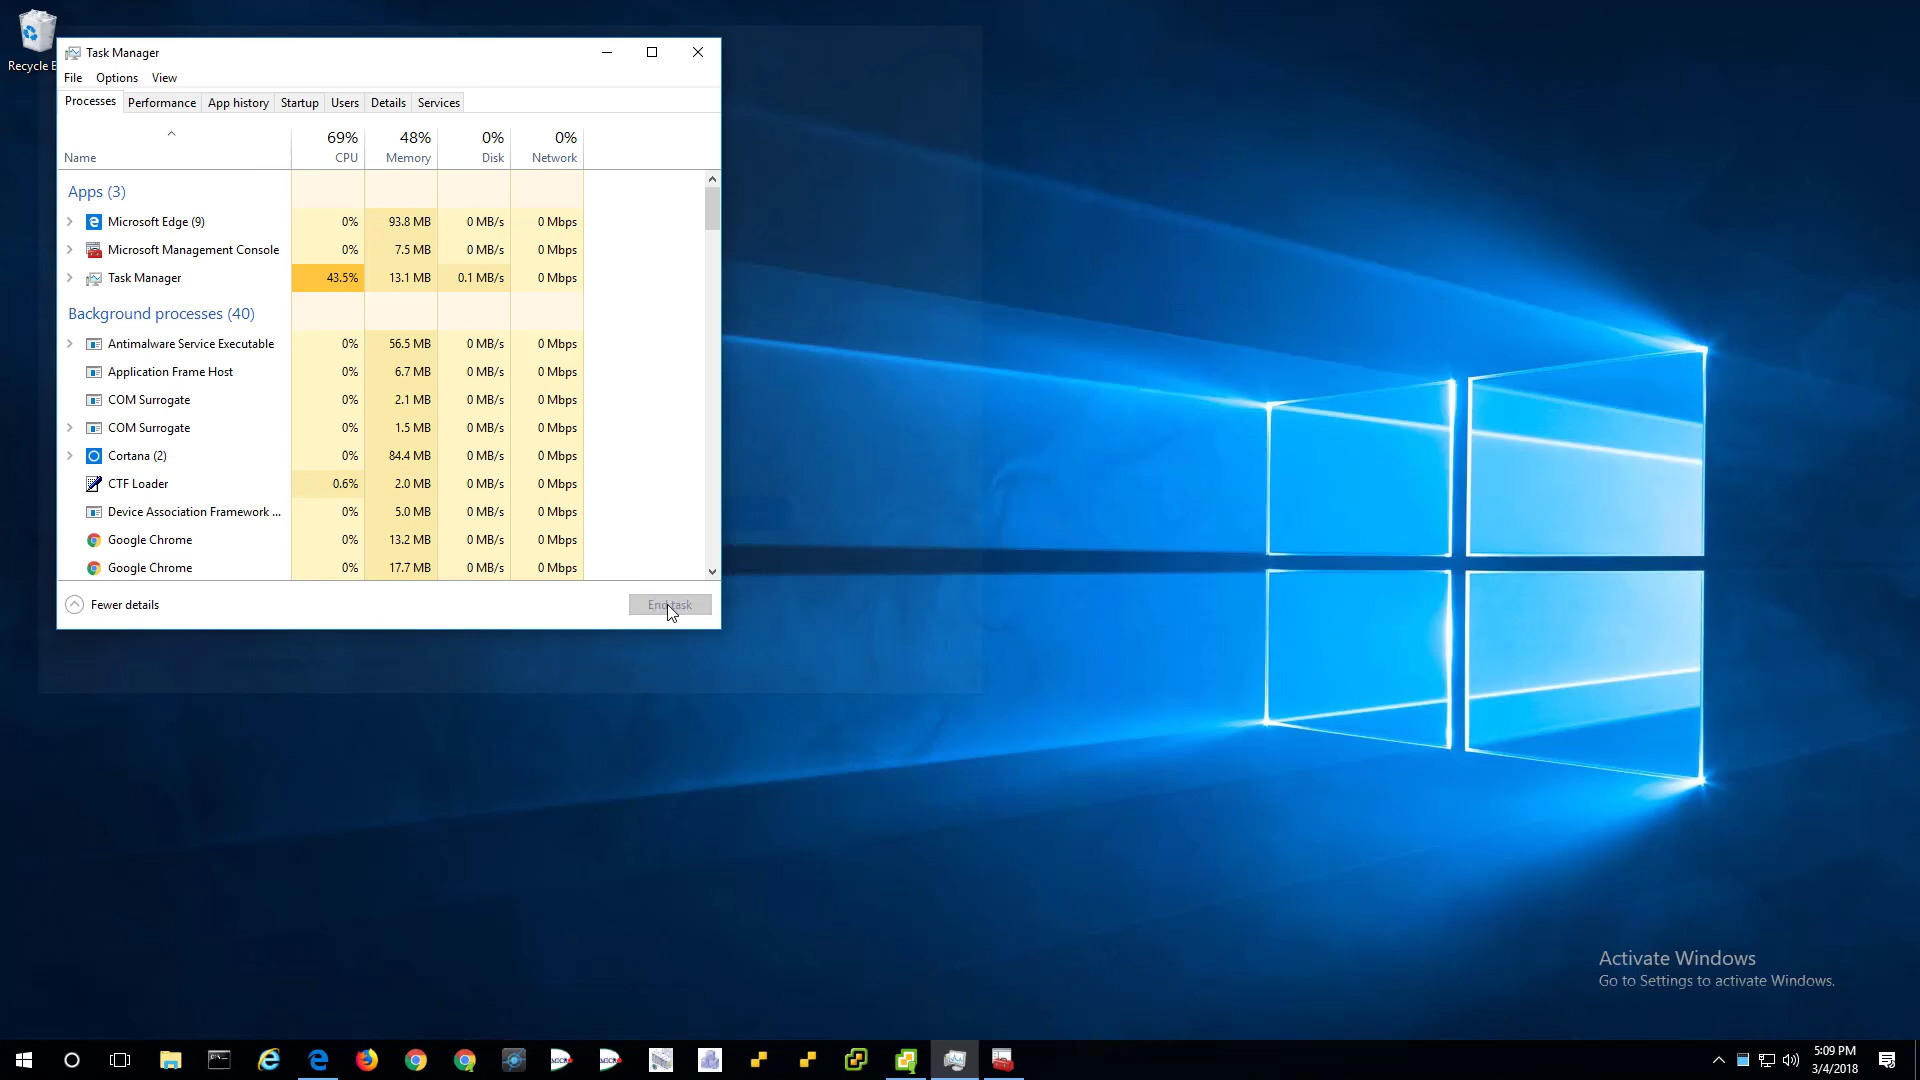 Recycle B
Task Manager
File Options View
Processes Performance App history Startup Users Details Services
69% 48% 0% 0%
Name CPU Memory Disk Network
Apps (3)
Microsoft Edge (9) 0% 93.8 MB 0 MB/s 0 Mbps
Microsoft Management Console 0% 7.5 MB 0 MB/s 0 Mbps
Task Manager 43.5% 13.1 MB 0.1 MB/s 0 Mbps
Background processes (40)
Antimalware Service Executable 0% 56.5 MB 0 MB/s 0 Mbps
Application Frame Host 0% 6.7 MB 0 MB/s 0 Mbps
COM Surrogate 0% 2.1 MB 0 MB/s 0 Mbps
COM Surrogate 0% 1.5 MB 0 MB/s 0 Mbps
Cortana (2) 0% 84.4 MB 0 MB/s 0 Mbps
CTF Loader 0.6% 2.0 MB 0 MB/s 0 Mbps
Device Association Framework ... 0% 5.0 MB 0 MB/s 0 Mbps
Google Chrome 0% 13.2 MB 0 MB/s 0 Mbps
Google Chrome 0% 17.7 MB 0 MB/s 0 Mbps
Fewer details End task
Activate Windows
Go to Settings to activate Windows.
5:09 PM
3/4/2018